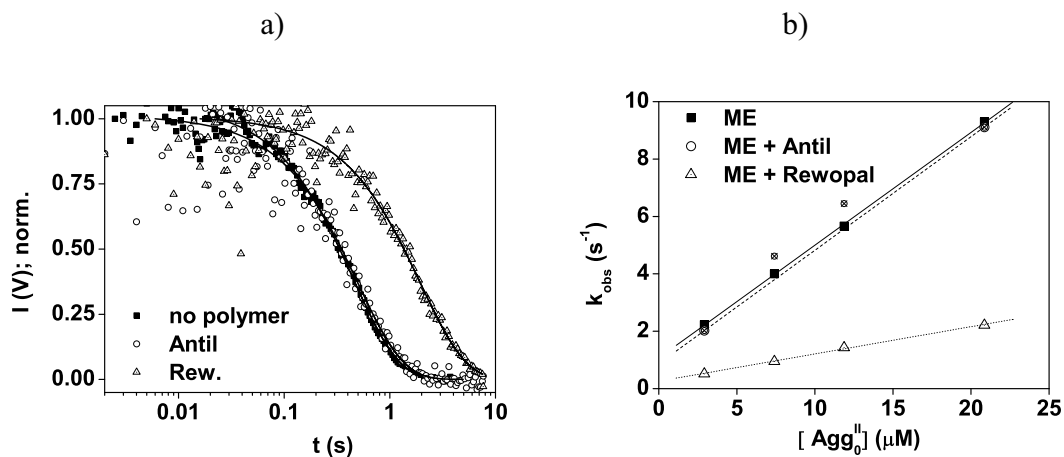 a)
b)
I (V); norm.
1.00
0.75
0.50
0.25
0.00
no polymer
Antil
Rew.
0.01
0.1
1
10
t (s)
k_obs (s⁻¹)
10
8
6
4
2
0
ME
ME + Antil
ME + Rewopal
0
5
10
15
20
25
[ Agg₀ᴵᴵ] (μM)